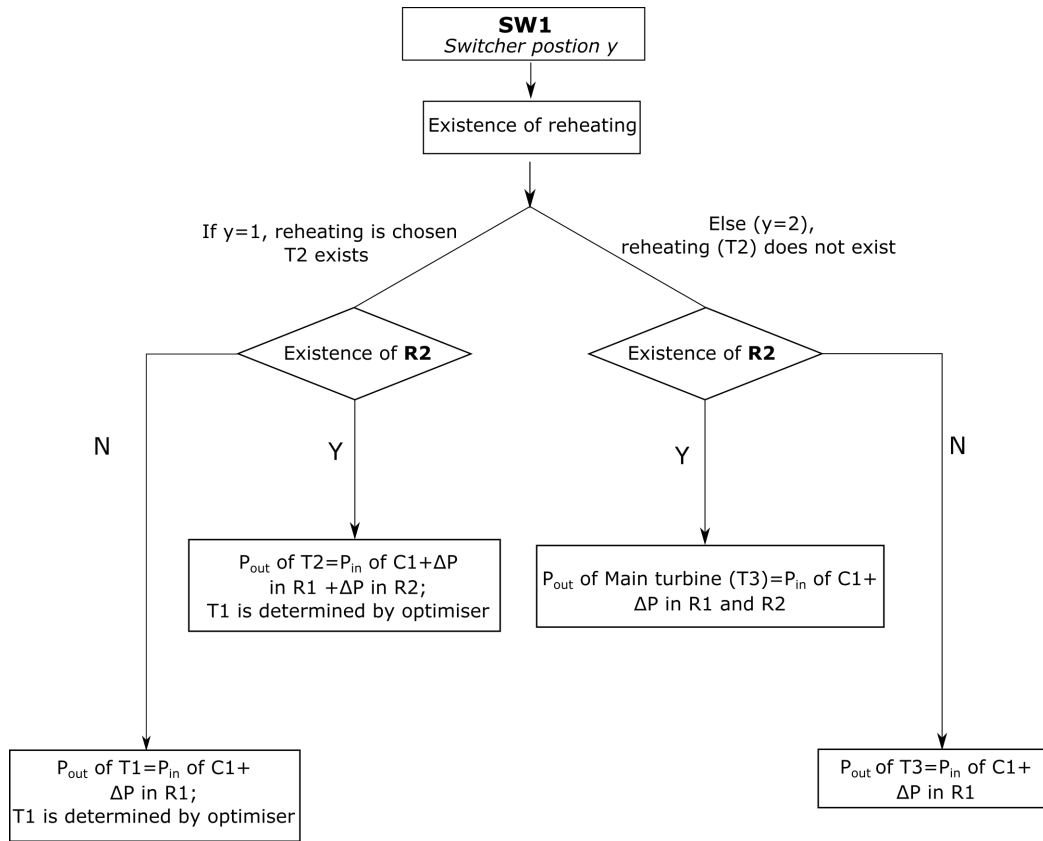 SW1
Switcher postion y
Existence of reheating
If y=1, reheating is chosen
T2 exists
Else (y=2),
reheating (T2) does not exist
Existence of R2
Existence of R2
N
Y
Y
N
Pout of T2=Pin of C1+ΔP
in R1 +ΔP in R2;
T1 is determined by optimiser
Pout of Main turbine (T3)=Pin of C1+
ΔP in R1 and R2
Pout of T1=Pin of C1+
ΔP in R1;
T1 is determined by optimiser
Pout of T3=Pin of C1+
ΔP in R1